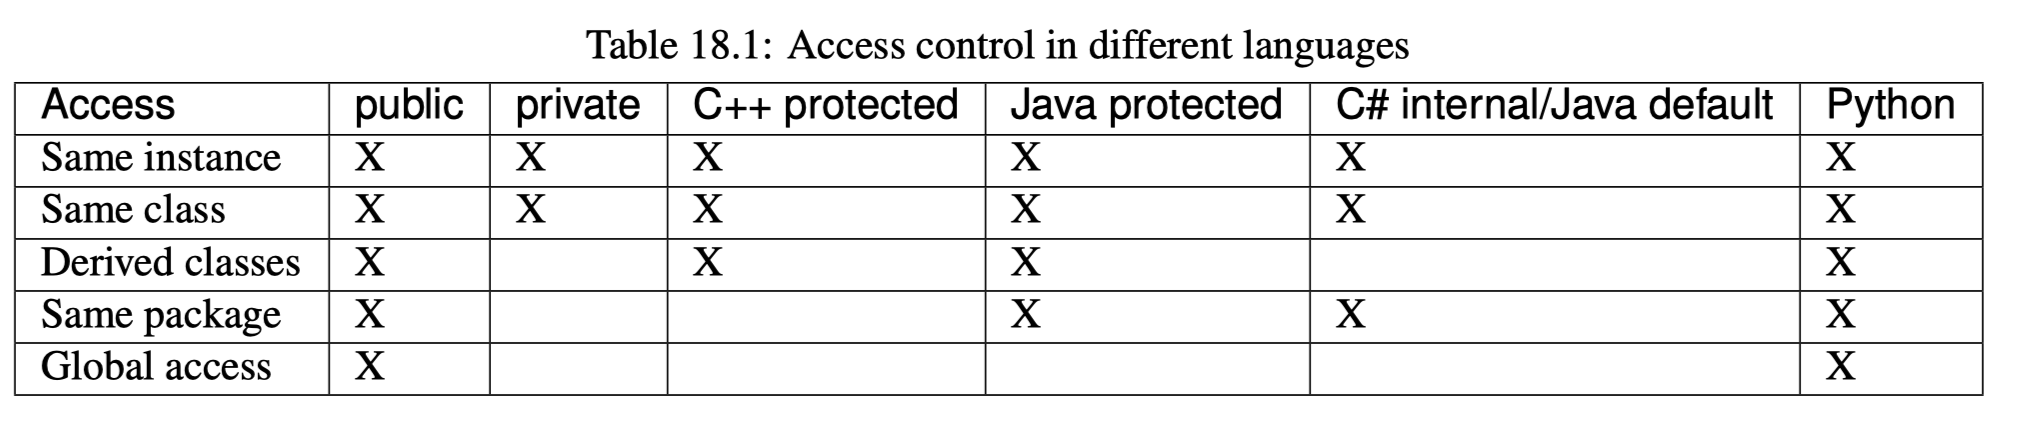 Table 18.1: Access control in different languages
Access public private C++ protected Java protected C# internal/Java default Python
Same instance X X X X X X
Same class X X X X X X
Derived classes X X X X
Same package X X X X
Global access X X